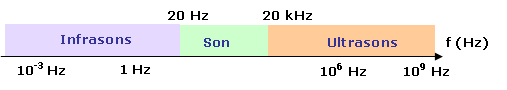 20 Hz 20 kHz
Infrasons Son Ultrasons f (Hz)
10⁻³ Hz 1 Hz 10⁶ Hz 10⁹ Hz